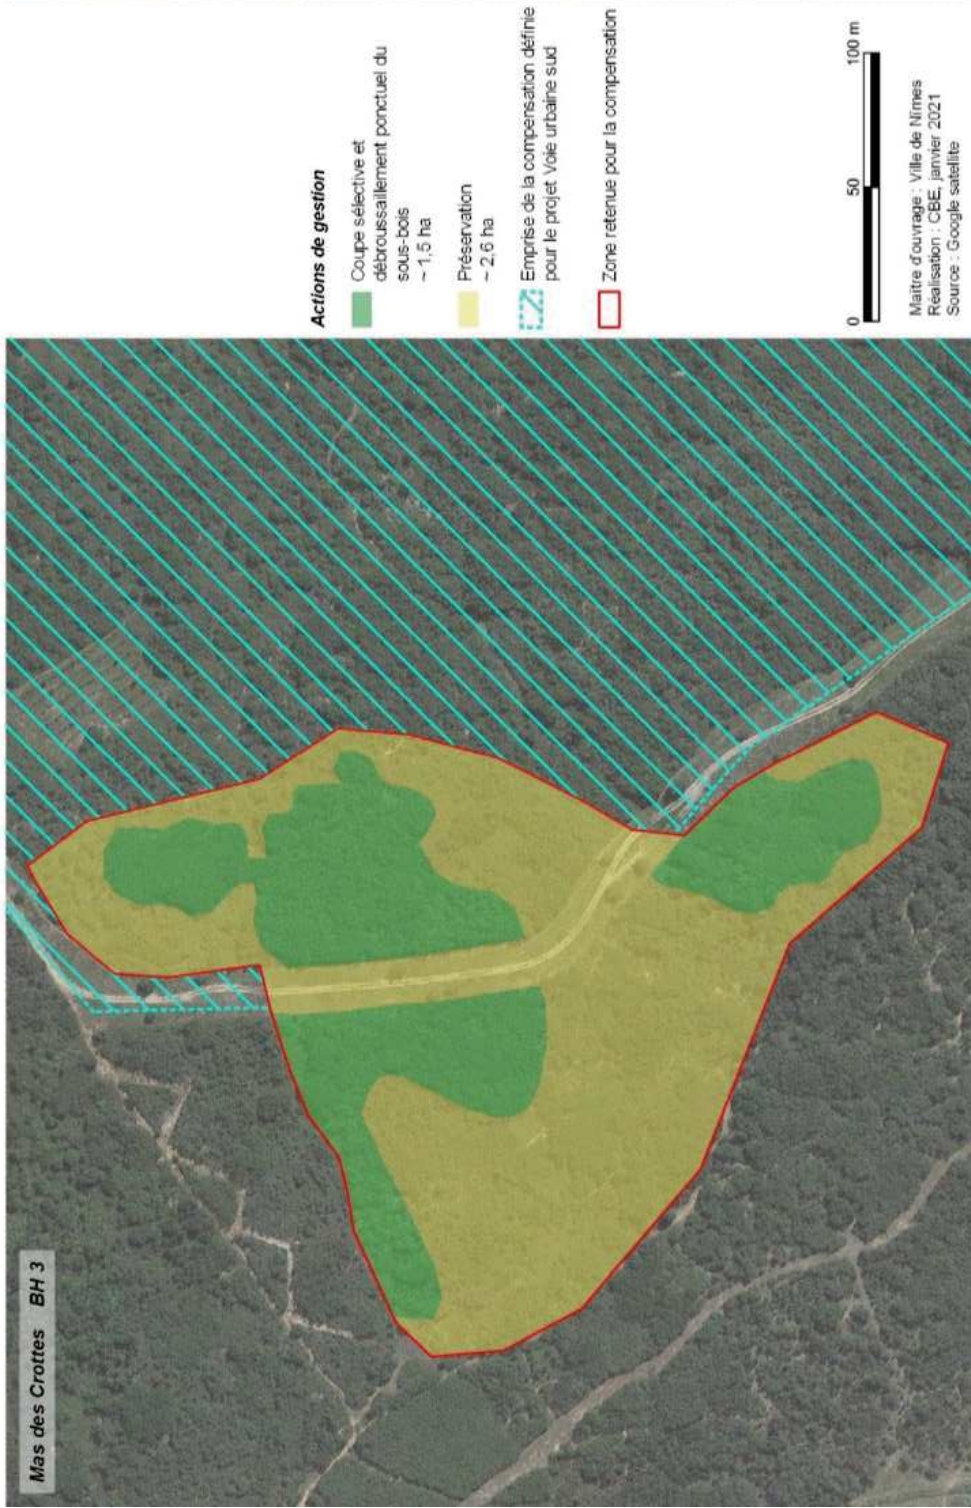 Mas des Crottes BH 3
Actions de gestion
Coupe sélective et
débroussaillement ponctuel du
sous-bois
~ 1,5 ha
Préservation
~ 2,6 ha
Emprise de la compensation définie
pour le projet Voie urbaine sud
Zone retenue pour la compensation
0 50 100 m
Maître d'ouvrage : Ville de Nîmes
Réalisation : CBE, janvier 2021
Source : Google satellite